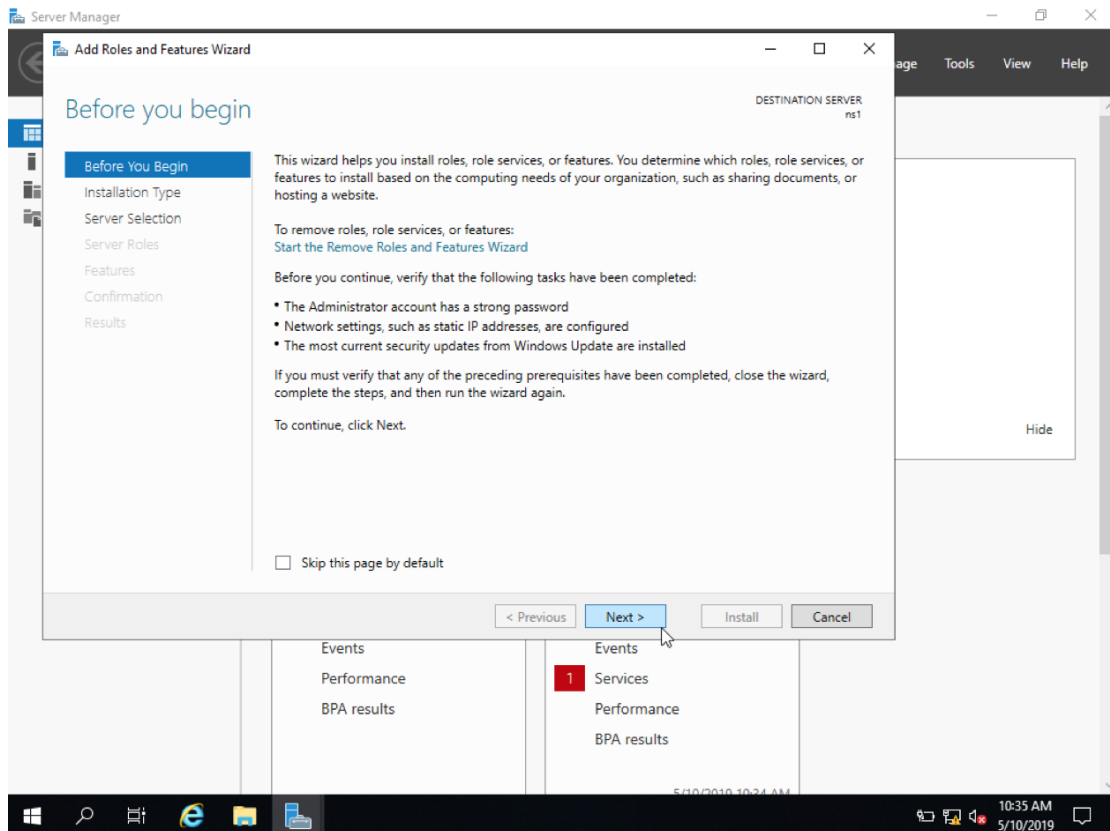 Server Manager
Add Roles and Features Wizard
age Tools View Help
Before you begin
DESTINATION SERVER
ns1
Before You Begin
Installation Type
Server Selection
Server Roles
Features
Confirmation
Results
This wizard helps you install roles, role services, or features. You determine which roles, role services, or
features to install based on the computing needs of your organization, such as sharing documents, or
hosting a website.
To remove roles, role services, or features:
Start the Remove Roles and Features Wizard
Before you continue, verify that the following tasks have been completed:
• The Administrator account has a strong password
• Network settings, such as static IP addresses, are configured
• The most current security updates from Windows Update are installed
If you must verify that any of the preceding prerequisites have been completed, close the wizard,
complete the steps, and then run the wizard again.
To continue, click Next.
Hide
Skip this page by default
< Previous Next > Install Cancel
Events
Performance
BPA results
Events
1 Services
Performance
BPA results
5/10/2019 10:34 AM
10:35 AM
5/10/2019